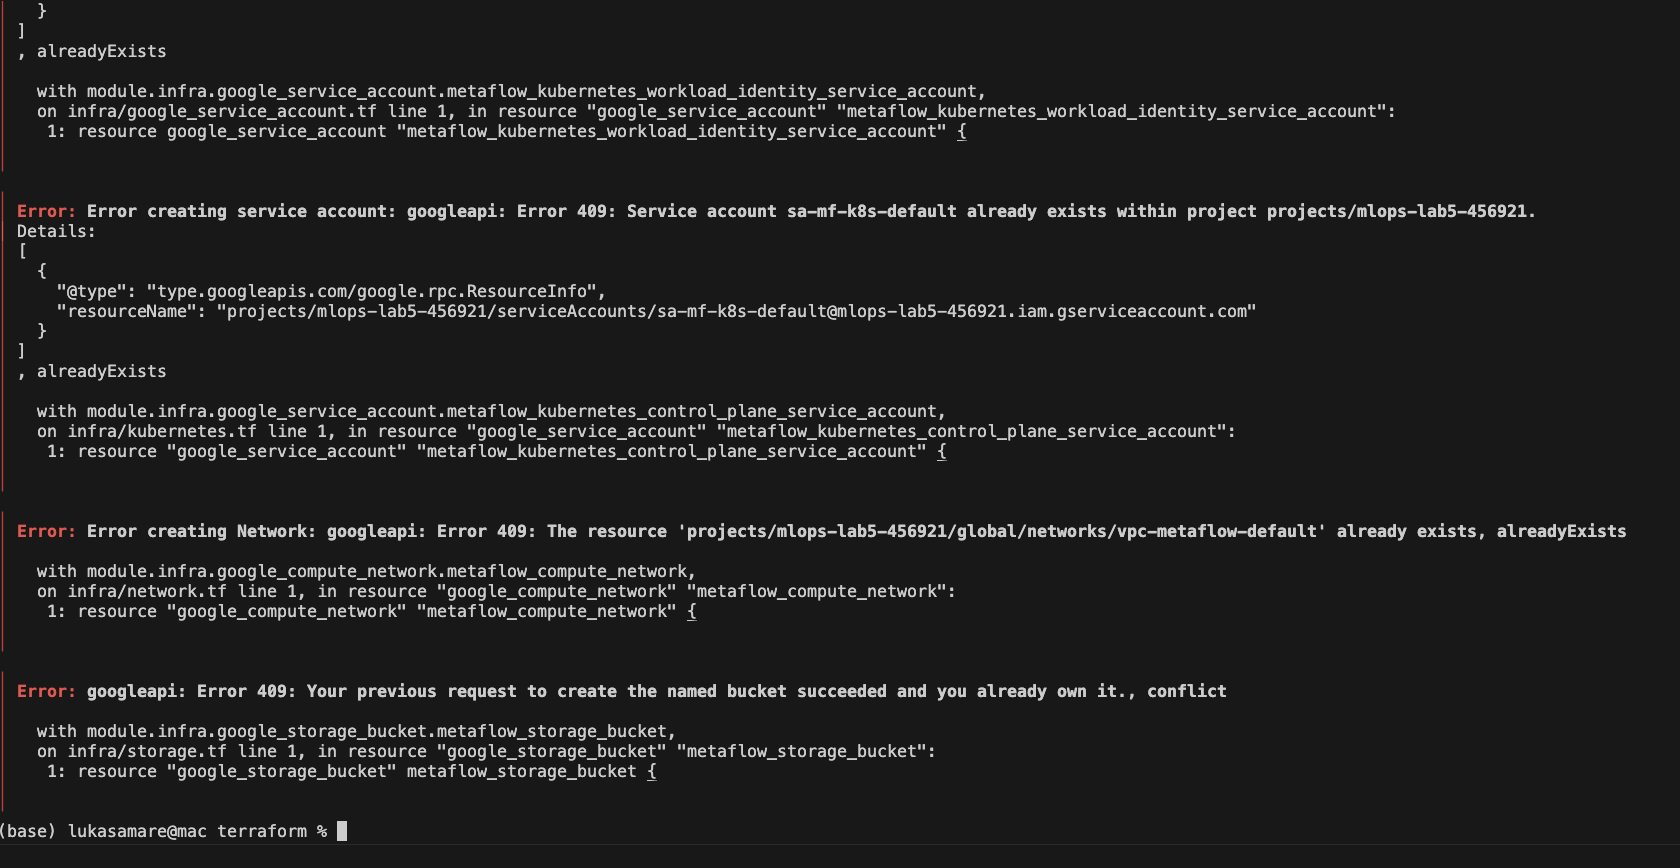 }
]
, alreadyExists
with module.infra.google_service_account.metaflow_kubernetes_workload_identity_service_account,
on infra/google_service_account.tf line 1, in resource "google_service_account" "metaflow_kubernetes_workload_identity_service_account":
1: resource google_service_account "metaflow_kubernetes_workload_identity_service_account" {
Error: Error creating service account: googleapi: Error 409: Service account sa-mf-k8s-default already exists within project projects/mlops-lab5-456921.
Details:
[
{
"@type": "type.googleapis.com/google.rpc.ResourceInfo",
"resourceName": "projects/mlops-lab5-456921/serviceAccounts/sa-mf-k8s-default@mlops-lab5-456921.iam.gserviceaccount.com"
}
]
, alreadyExists
with module.infra.google_service_account.metaflow_kubernetes_control_plane_service_account,
on infra/kubernetes.tf line 1, in resource "google_service_account" "metaflow_kubernetes_control_plane_service_account":
1: resource "google_service_account" "metaflow_kubernetes_control_plane_service_account" {
Error: Error creating Network: googleapi: Error 409: The resource 'projects/mlops-lab5-456921/global/networks/vpc-metaflow-default' already exists, alreadyExists
with module.infra.google_compute_network.metaflow_compute_network,
on infra/network.tf line 1, in resource "google_compute_network" "metaflow_compute_network":
1: resource "google_compute_network" "metaflow_compute_network" {
Error: googleapi: Error 409: Your previous request to create the named bucket succeeded and you already own it., conflict
with module.infra.google_storage_bucket.metaflow_storage_bucket,
on infra/storage.tf line 1, in resource "google_storage_bucket" "metaflow_storage_bucket":
1: resource "google_storage_bucket" metaflow_storage_bucket {
(base) lukasamare@mac terraform %